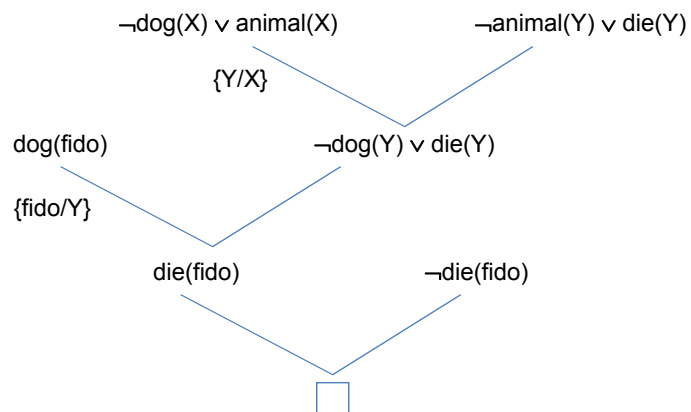 ¬dog(X) ∨ animal(X) ¬animal(Y) ∨ die(Y)
{Y/X}
dog(fido) ¬dog(Y) ∨ die(Y)
{fido/Y}
die(fido) ¬die(fido)